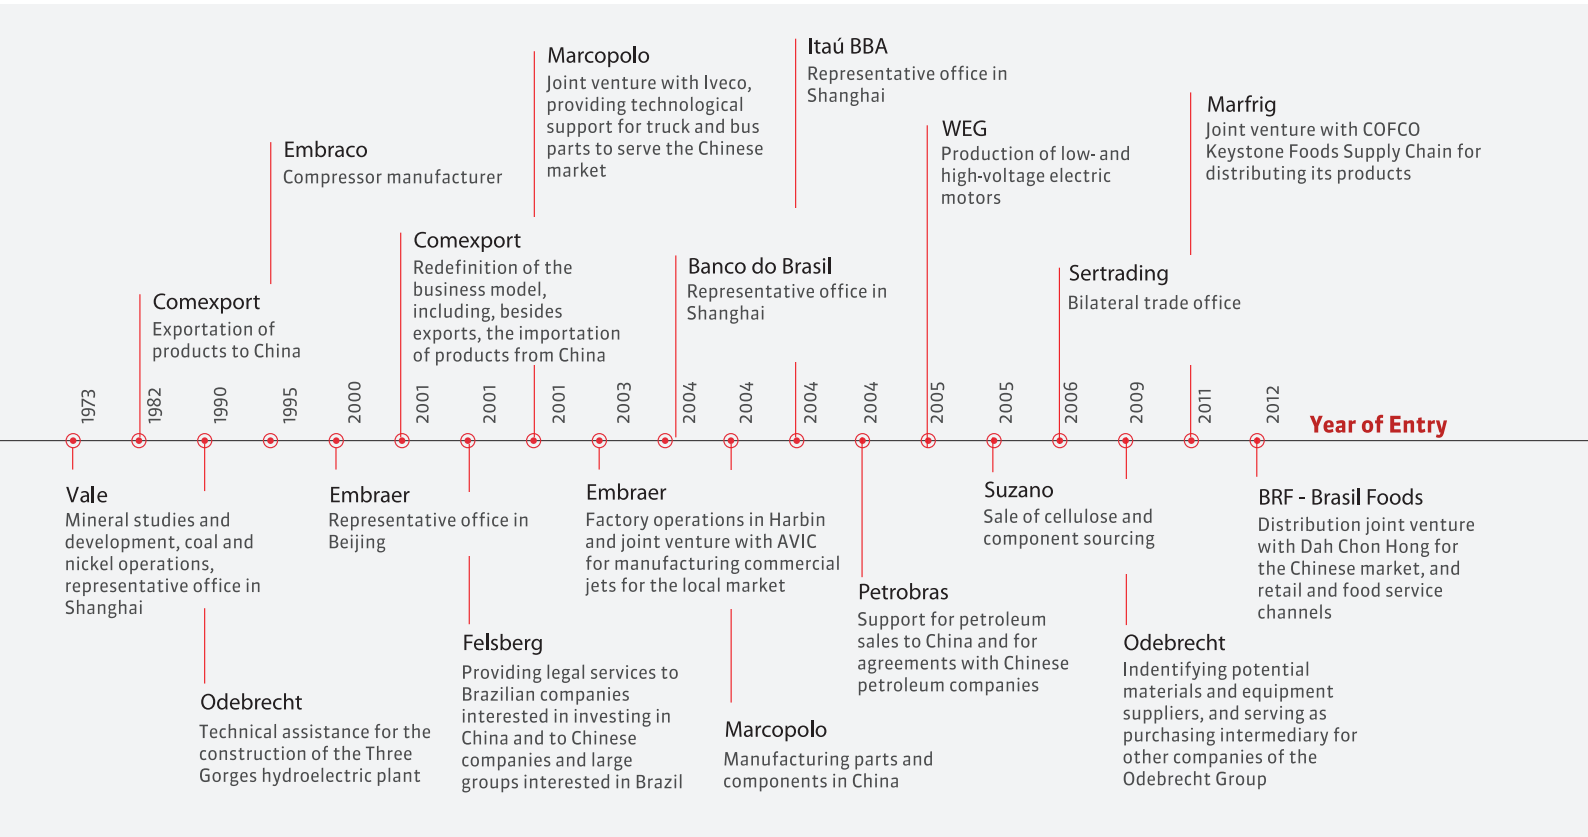 Marcopolo
Joint venture with Iveco,
providing technological
support for truck and bus
parts to serve the Chinese
market
Itaú BBA
Representative office in
Shanghai
Marfrig
Joint venture with COFCO
Keystone Foods Supply Chain for
distributing its products
WEG
Production of low- and
high-voltage electric
motors
Embraco
Compressor manufacturer
Comexport
Redefinition of the
business model,
including, besides
exports, the importation
of products from China
Banco do Brasil
Representative office in
Shanghai
Sertrading
Bilateral trade office
Comexport
Exportation of
products to China
1973
1982
1990
1995
2000
2001
2001
2001
2003
2004
2004
2004
2004
2005
2005
2006
2009
2011
2012
Year of Entry
Vale
Mineral studies and
development, coal and
nickel operations,
representative office in
Shanghai
Embraer
Representative office in
Beijing
Embraer
Factory operations in Harbin
and joint venture with AVIC
for manufacturing commercial
jets for the local market
Suzano
Sale of cellulose and
component sourcing
BRF - Brasil Foods
Distribution joint venture
with Dah Chon Hong for
the Chinese market, and
retail and food service
channels
Petrobras
Support for petroleum
sales to China and for
agreements with Chinese
petroleum companies
Felsberg
Providing legal services to
Brazilian companies
interested in investing in
China and to Chinese
companies and large
groups interested in Brazil
Odebrecht
Indentifying potential
materials and equipment
suppliers, and serving as
purchasing intermediary for
other companies of the
Odebrecht Group
Odebrecht
Technical assistance for the
construction of the Three
Gorges hydroelectric plant
Marcopolo
Manufacturing parts and
components in China